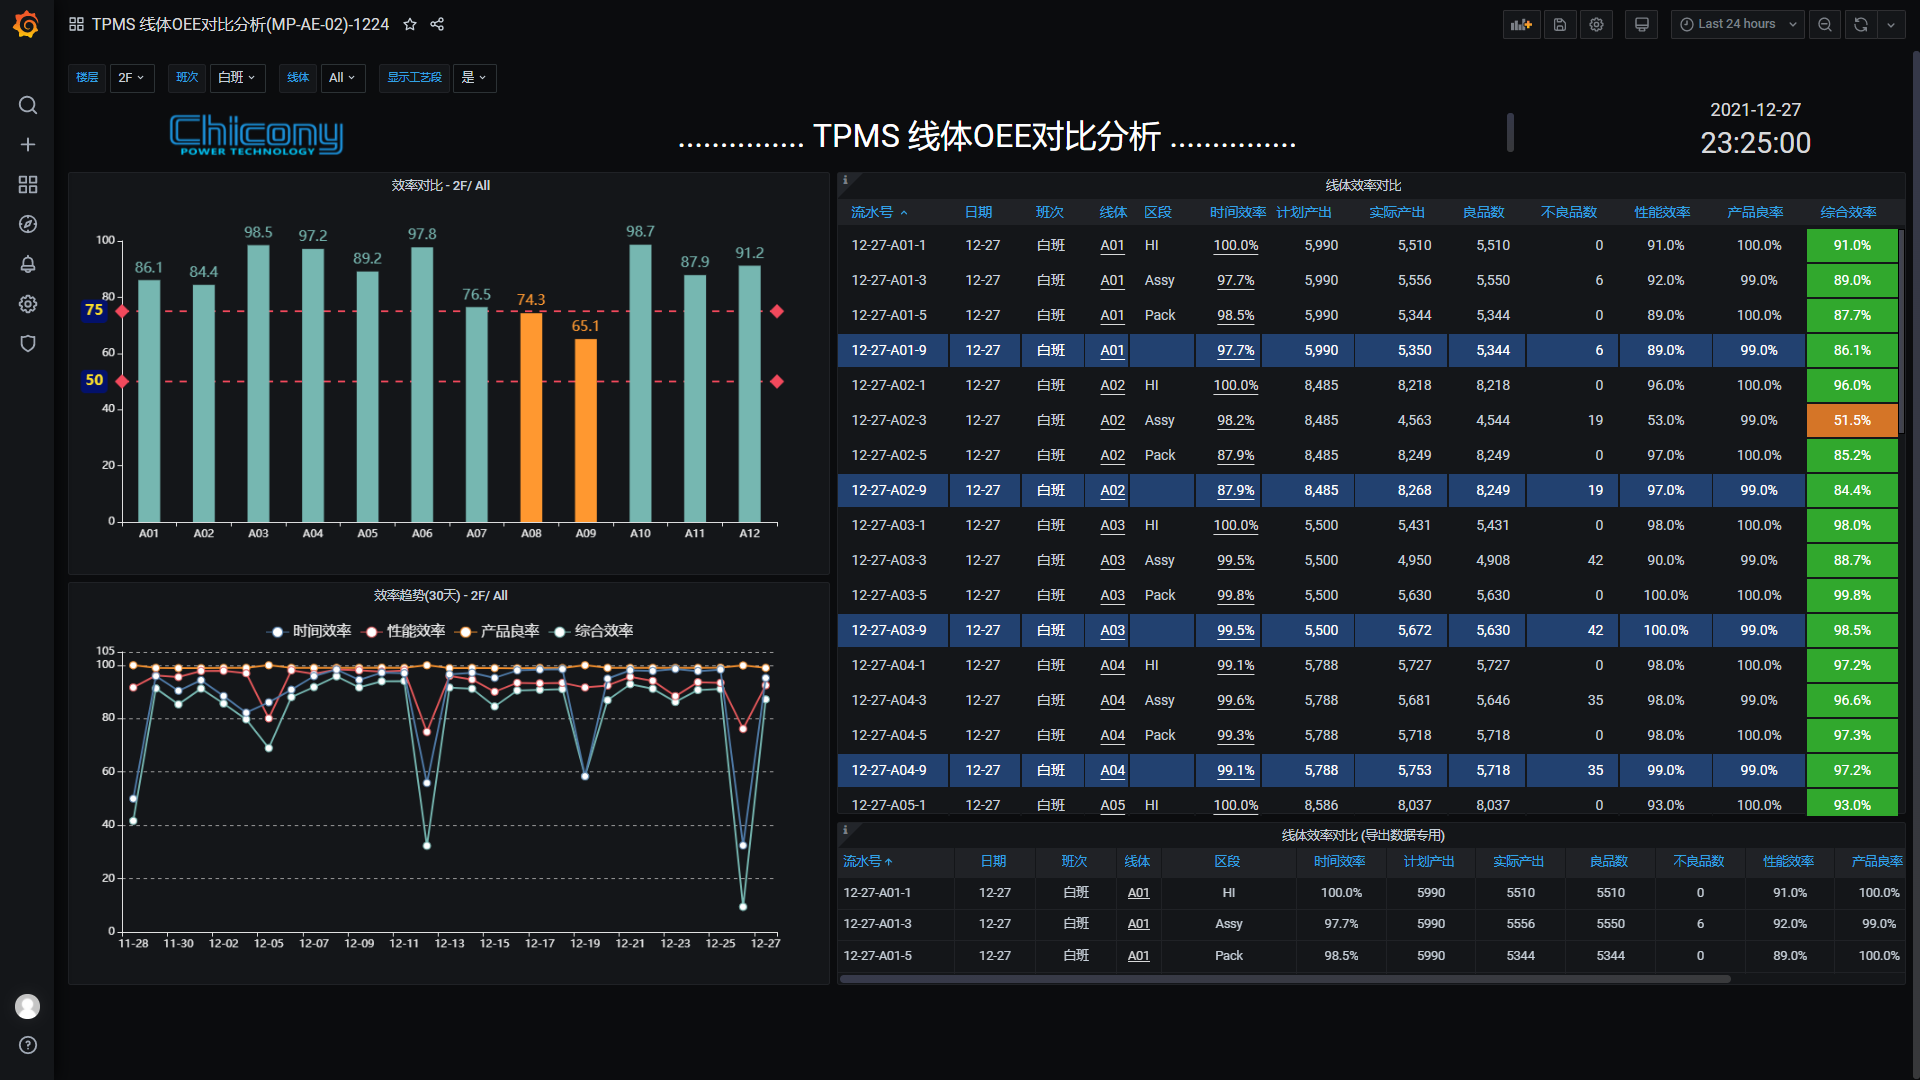 TPMS 线体OEE对比分析(MP-AE-02)-1224
Last 24 hours
楼层 2F 班次 白班 线体 All 显示工艺段 是
Chicony
POWER TECHNOLOGY
............... TPMS 线体OEE对比分析 ...............
2021-12-27
23:25:00
效率对比 - 2F/ All
100
80
75
60
50
40
20
0
86.1 84.4 98.5 97.2 89.2 97.8 76.5 74.3 65.1 98.7 87.9 91.2
A01 A02 A03 A04 A05 A06 A07 A08 A09 A10 A11 A12
效率趋势(30天) - 2F/ All
时间效率 性能效率 产品良率 综合效率
105
100
80
60
40
20
0
11-28 11-30 12-02 12-05 12-07 12-09 12-11 12-13 12-15 12-17 12-19 12-21 12-23 12-25 12-27
线体效率对比
流水号 日期 班次 线体 区段 时间效率 计划产出 实际产出 良品数 不良品数 性能效率 产品良率 综合效率
12-27-A01-1 12-27 白班 A01 HI 100.0% 5,990 5,510 5,510 0 91.0% 100.0% 91.0%
12-27-A01-3 12-27 白班 A01 Assy 97.7% 5,990 5,556 5,550 6 92.0% 99.0% 89.0%
12-27-A01-5 12-27 白班 A01 Pack 98.5% 5,990 5,344 5,344 0 89.0% 100.0% 87.7%
12-27-A01-9 12-27 白班 A01 97.7% 5,990 5,350 5,344 6 89.0% 99.0% 86.1%
12-27-A02-1 12-27 白班 A02 HI 100.0% 8,485 8,218 8,218 0 96.0% 100.0% 96.0%
12-27-A02-3 12-27 白班 A02 Assy 98.2% 8,485 4,563 4,544 19 53.0% 99.0% 51.5%
12-27-A02-5 12-27 白班 A02 Pack 87.9% 8,485 8,249 8,249 0 97.0% 100.0% 85.2%
12-27-A02-9 12-27 白班 A02 87.9% 8,485 8,268 8,249 19 97.0% 99.0% 84.4%
12-27-A03-1 12-27 白班 A03 HI 100.0% 5,500 5,431 5,431 0 98.0% 100.0% 98.0%
12-27-A03-3 12-27 白班 A03 Assy 99.5% 5,500 4,950 4,908 42 90.0% 99.0% 88.7%
12-27-A03-5 12-27 白班 A03 Pack 99.8% 5,500 5,630 5,630 0 100.0% 100.0% 99.8%
12-27-A03-9 12-27 白班 A03 99.5% 5,500 5,672 5,630 42 100.0% 99.0% 98.5%
12-27-A04-1 12-27 白班 A04 HI 99.1% 5,788 5,727 5,727 0 98.0% 100.0% 97.2%
12-27-A04-3 12-27 白班 A04 Assy 99.6% 5,788 5,681 5,646 35 98.0% 99.0% 96.6%
12-27-A04-5 12-27 白班 A04 Pack 99.3% 5,788 5,718 5,718 0 98.0% 100.0% 97.3%
12-27-A04-9 12-27 白班 A04 99.1% 5,788 5,753 5,718 35 99.0% 99.0% 97.2%
12-27-A05-1 12-27 白班 A05 HI 100.0% 8,586 8,037 8,037 0 93.0% 100.0% 93.0%
线体效率对比 (导出数据专用)
流水号 日期 班次 线体 区段 时间效率 计划产出 实际产出 良品数 不良品数 性能效率 产品良率
12-27-A01-1 12-27 白班 A01 HI 100.0% 5990 5510 5510 0 91.0% 100.0%
12-27-A01-3 12-27 白班 A01 Assy 97.7% 5990 5556 5550 6 92.0% 99.0%
12-27-A01-5 12-27 白班 A01 Pack 98.5% 5990 5344 5344 0 89.0% 100.0%